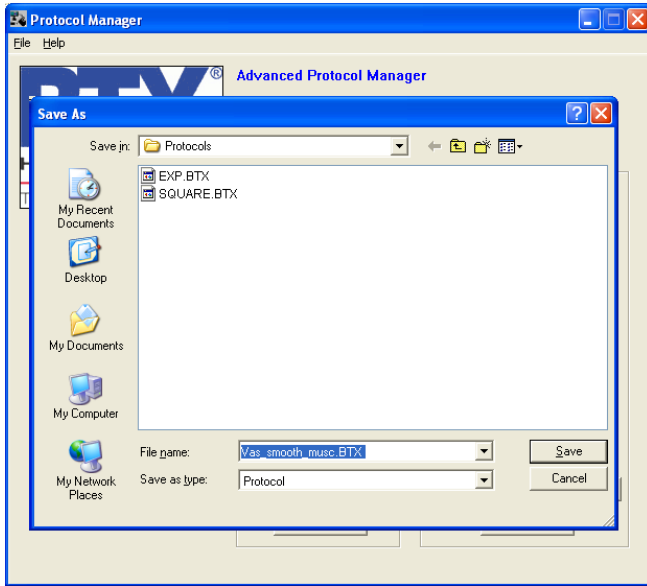 Protocol Manager
File Help
BTX®
Advanced Protocol Manager
Save As
Save in: Protocols
EXP.BTX
SQUARE.BTX
My Recent
Documents
Desktop
My Documents
My Computer
My Network
Places
File name: Vas_smooth_musc.BTX Save
Save as type: Protocol Cancel
H
T